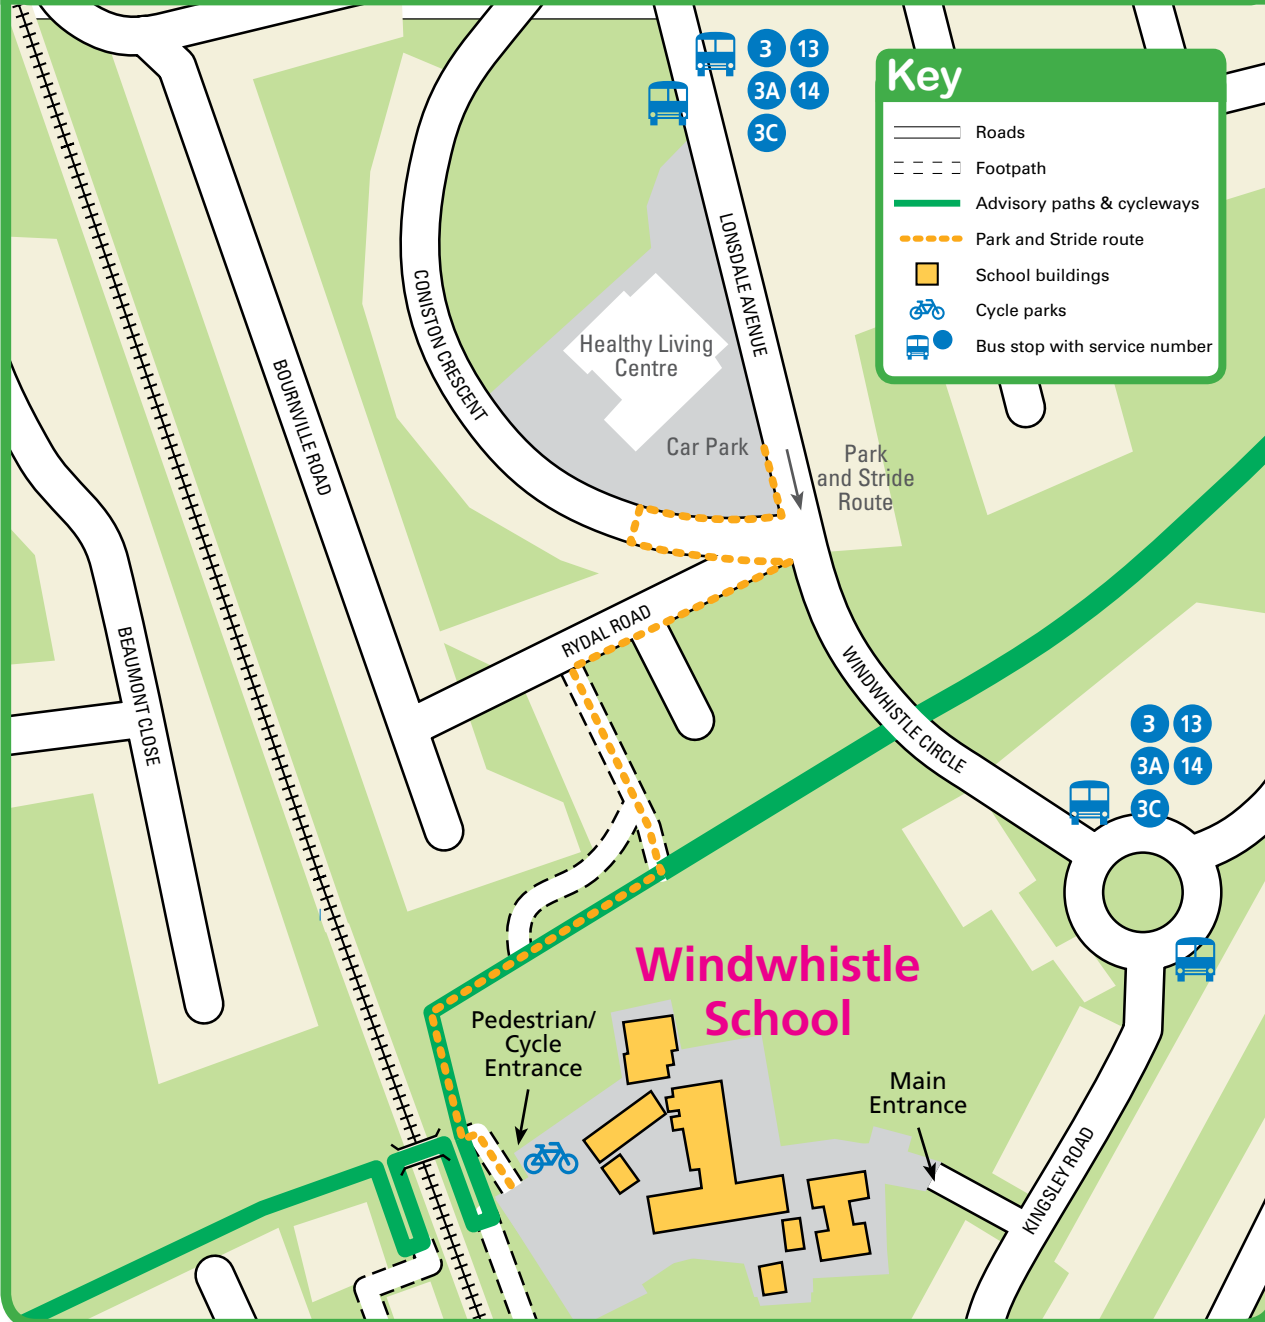 3 13
3A 14
3C
Key
Roads
Footpath
Advisory paths & cycleways
Park and Stride route
School buildings
Cycle parks
Bus stop with service number
LONSDALE AVENUE
CONISTON CRESCENT
Healthy Living
Centre
BOURNVILLE ROAD
Car Park
Park
and Stride
Route
RYDAL ROAD
BEAUMONT CLOSE
WINDWHISTLE CIRCLE
3 13
3A 14
3C
Windwhistle
School
Pedestrian/
Cycle
Entrance
Main
Entrance
KINGSLEY ROAD